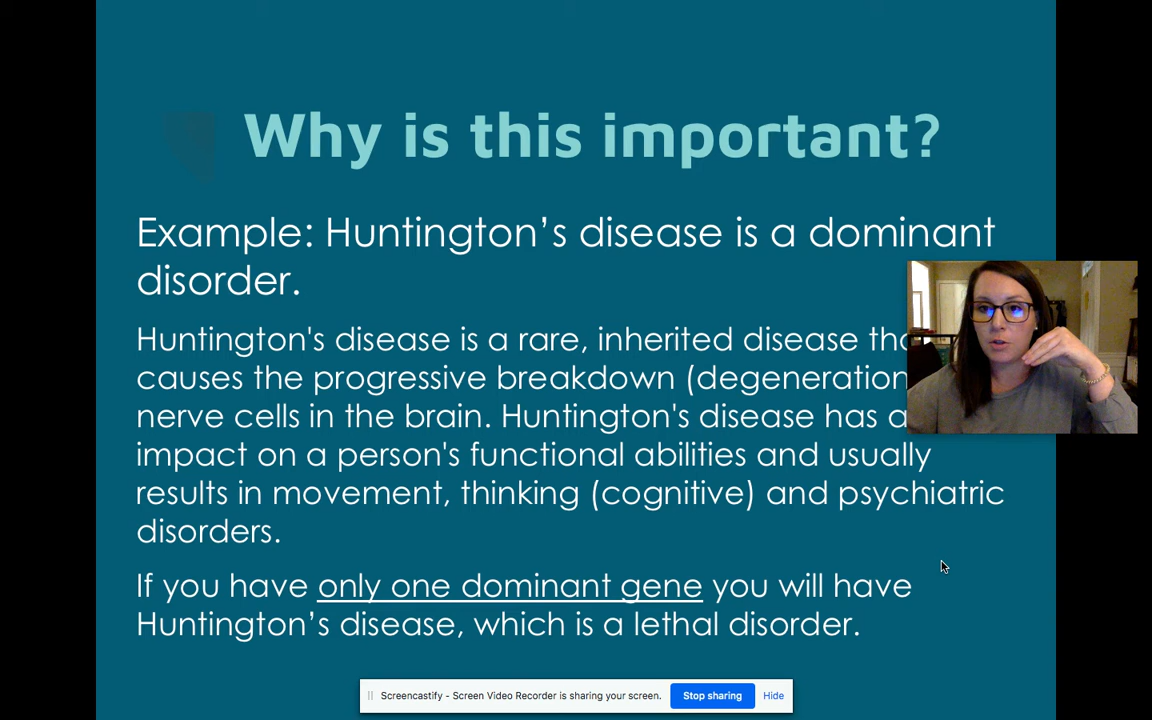 Why is this important?
Example: Huntington’s disease is a dominant
disorder.
Huntington's disease is a rare, inherited disease
causes the progressive breakdown (degeneration
nerve cells in the brain. Huntington's disease has a
impact on a person's functional abilities and usually
results in movement, thinking (cognitive) and psychiatric
disorders.
If you have only one dominant gene you will have
Huntington’s disease, which is a lethal disorder.
Screencastify - Screen Video Recorder is sharing your screen.
Stop sharing
Hide